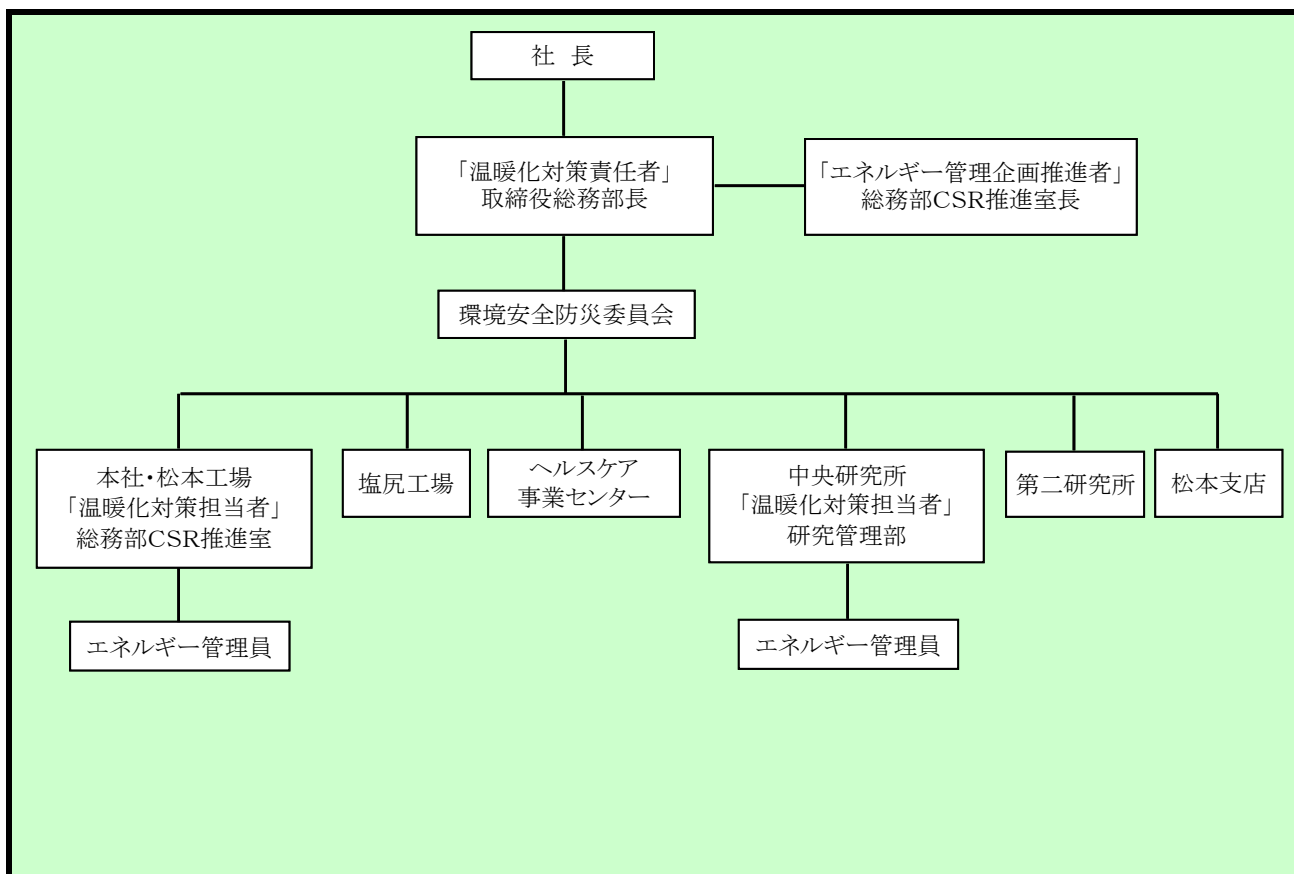 社 長
「温暖化対策責任者」
取締役総務部長
「エネルギー管理企画推進者」
総務部CSR推進室長
環境安全防災委員会
本社・松本工場
「温暖化対策担当者」
総務部CSR推進室
塩尻工場
ヘルスケア
事業センター
中央研究所
「温暖化対策担当者」
研究管理部
第二研究所
松本支店
エネルギー管理員
エネルギー管理員